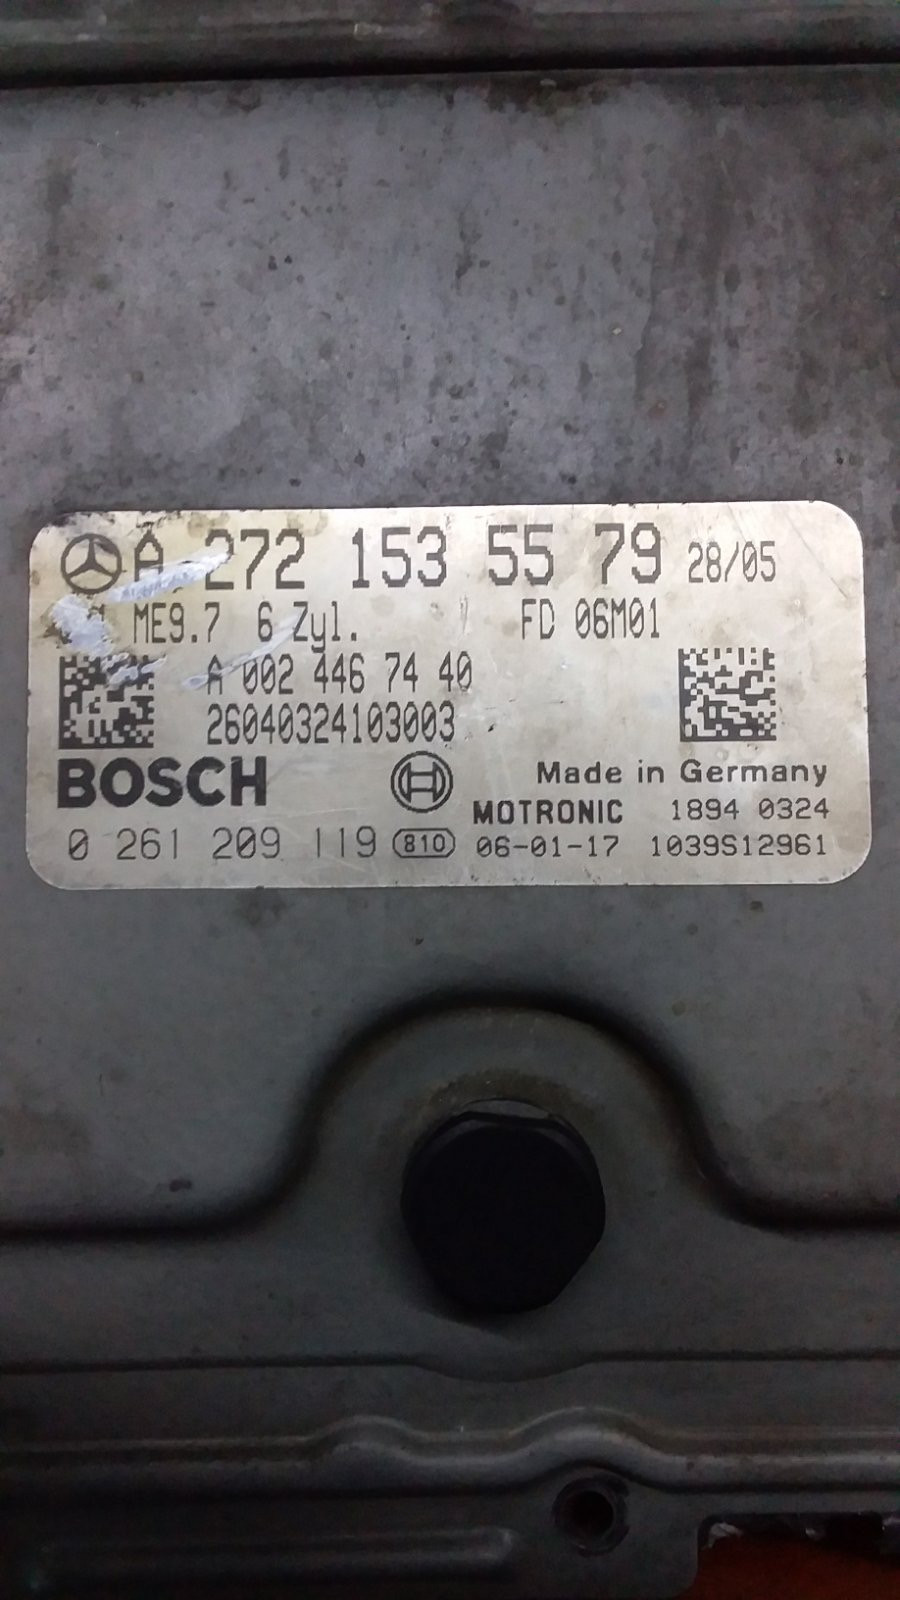 A 272 153 55 79 28/05
ME9.7 6 Zyl. FD 06M01
A 002 446 74 40
26040324103003
BOSCH Made in Germany
MOTRONIC 1894 0324
0 261 209 119 810 06-01-17 1039S12961